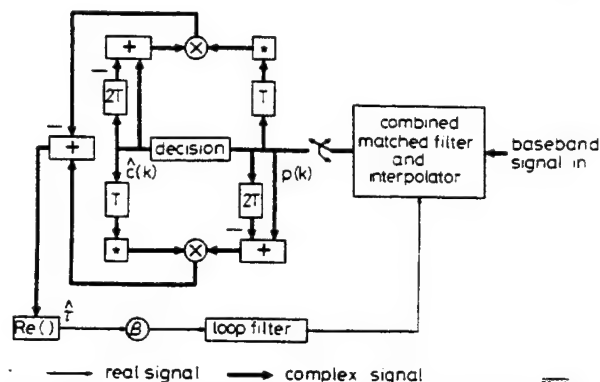 +
×
*
−
2T
T
−
+
decision
combined
matched filter
and
interpolator
baseband
signal in
ĉ(k)
p(k)
T
2T
−
*
×
+
Re()
τ̂
β
loop filter
real signal
complex signal